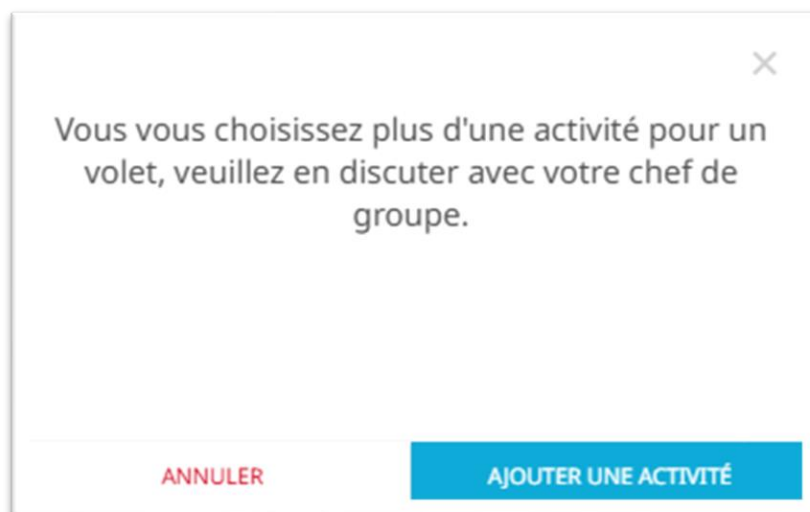 Vous vous choisissez plus d'une activité pour un
volet, veuillez en discuter avec votre chef de
groupe.
ANNULER
AJOUTER UNE ACTIVITÉ